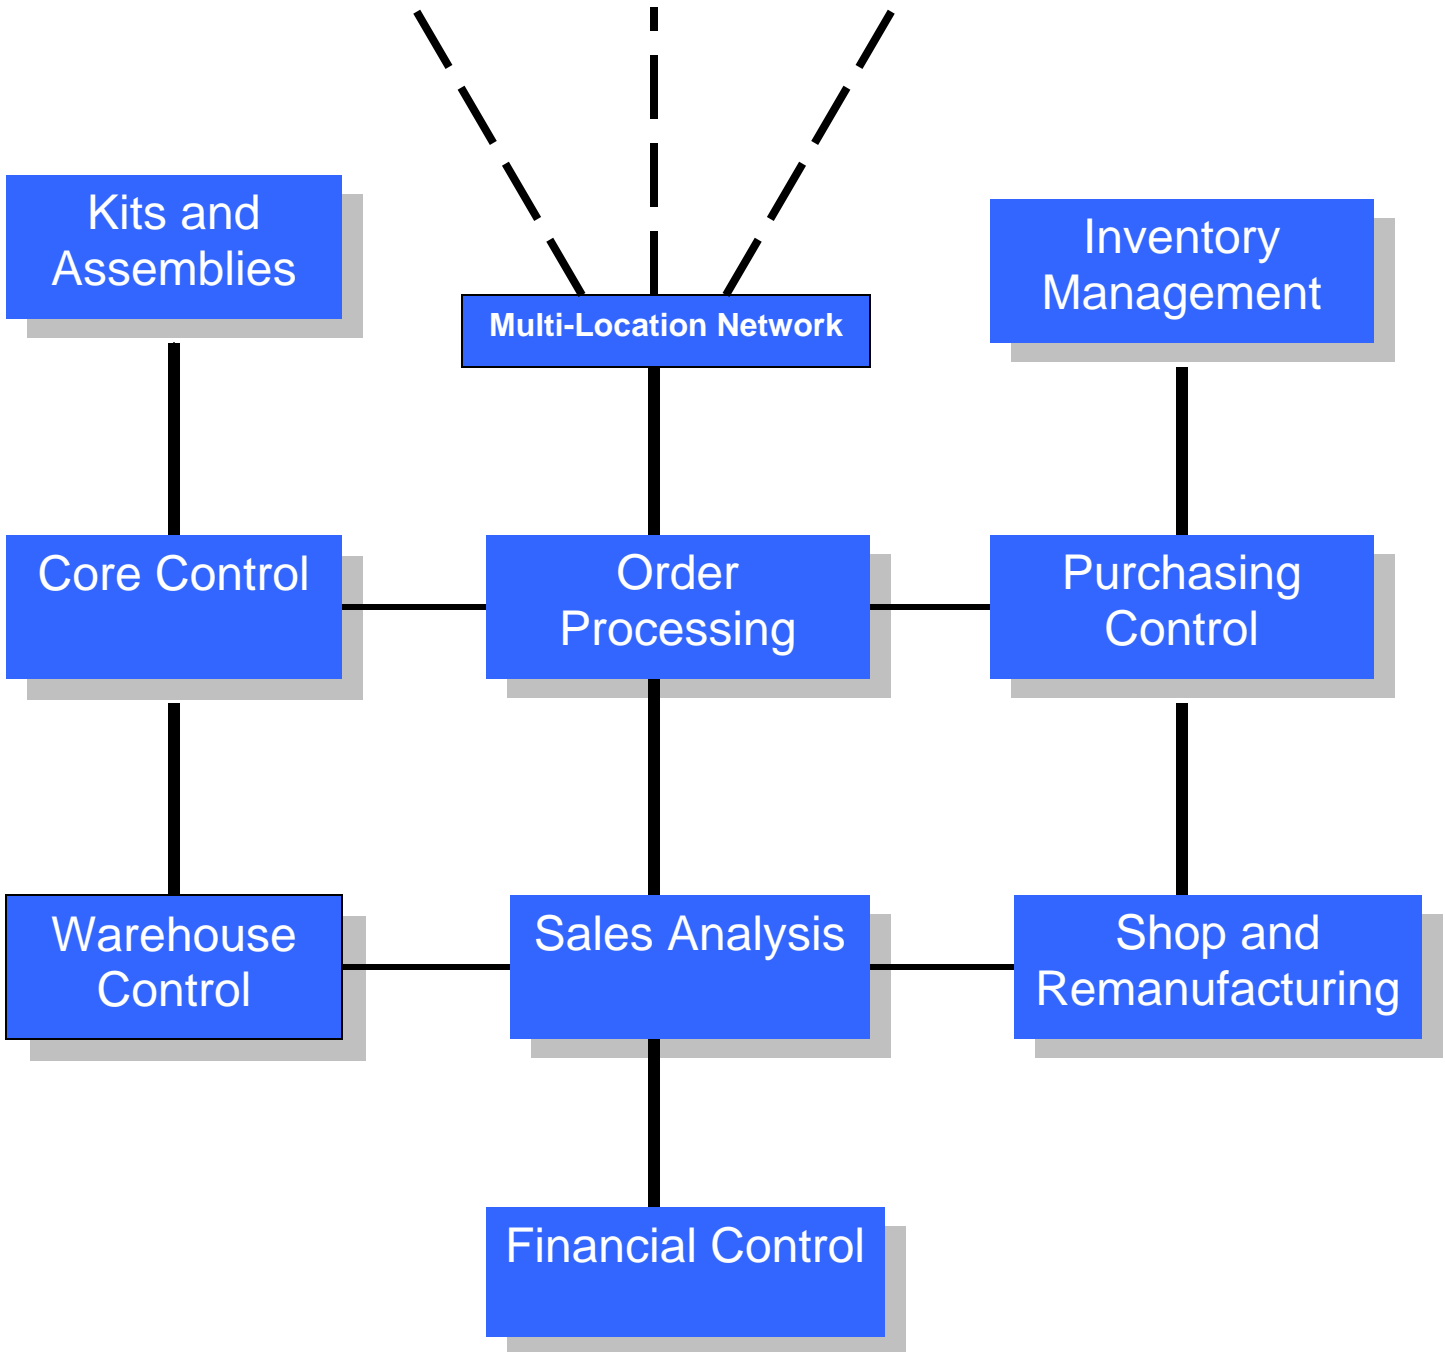 Kits and
Assemblies
Inventory
Management
Multi-Location Network
Core Control
Order
Processing
Purchasing
Control
Warehouse
Control
Sales Analysis
Shop and
Remanufacturing
Financial Control